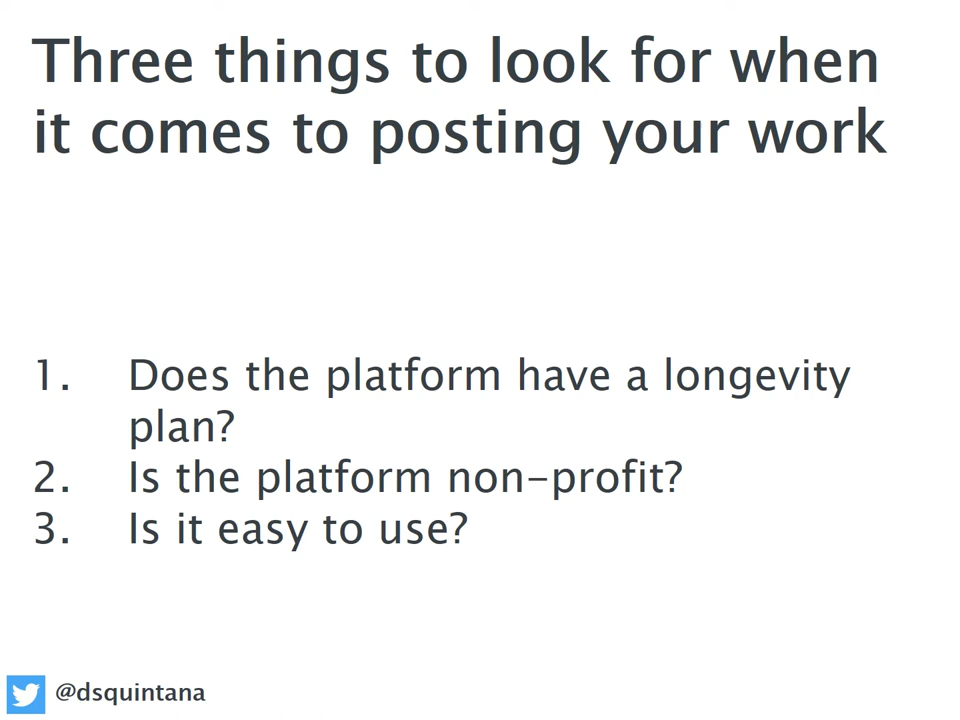 Three things to look for when
it comes to posting your work
1. Does the platform have a longevity
plan?
2. Is the platform non-profit?
3. Is it easy to use?
@dsquintana